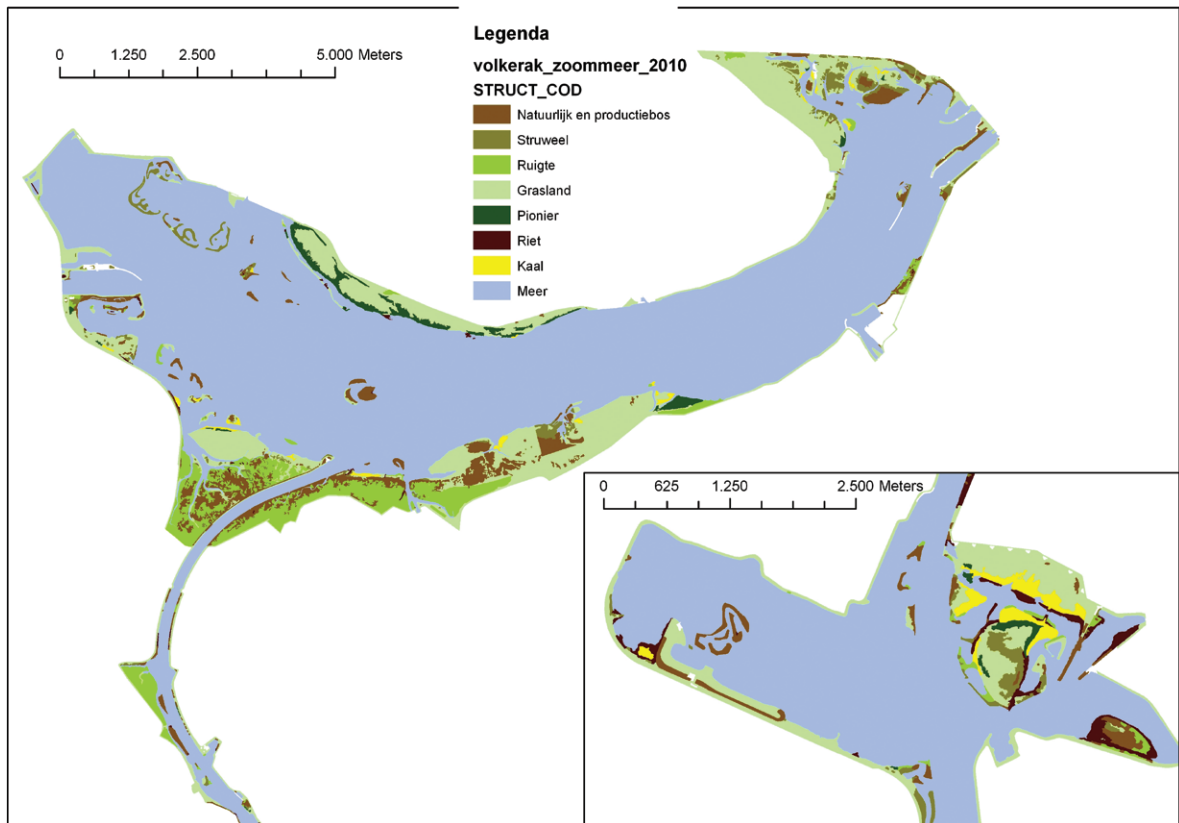 Legenda
volkerak_zoommeer_2010
STRUCT_COD
Natuurlijk en productiebos
Struweel
Ruigte
Grasland
Pionier
Riet
Kaal
Meer
0 1.250 2.500 5.000 Meters
0 625 1.250 2.500 Meters